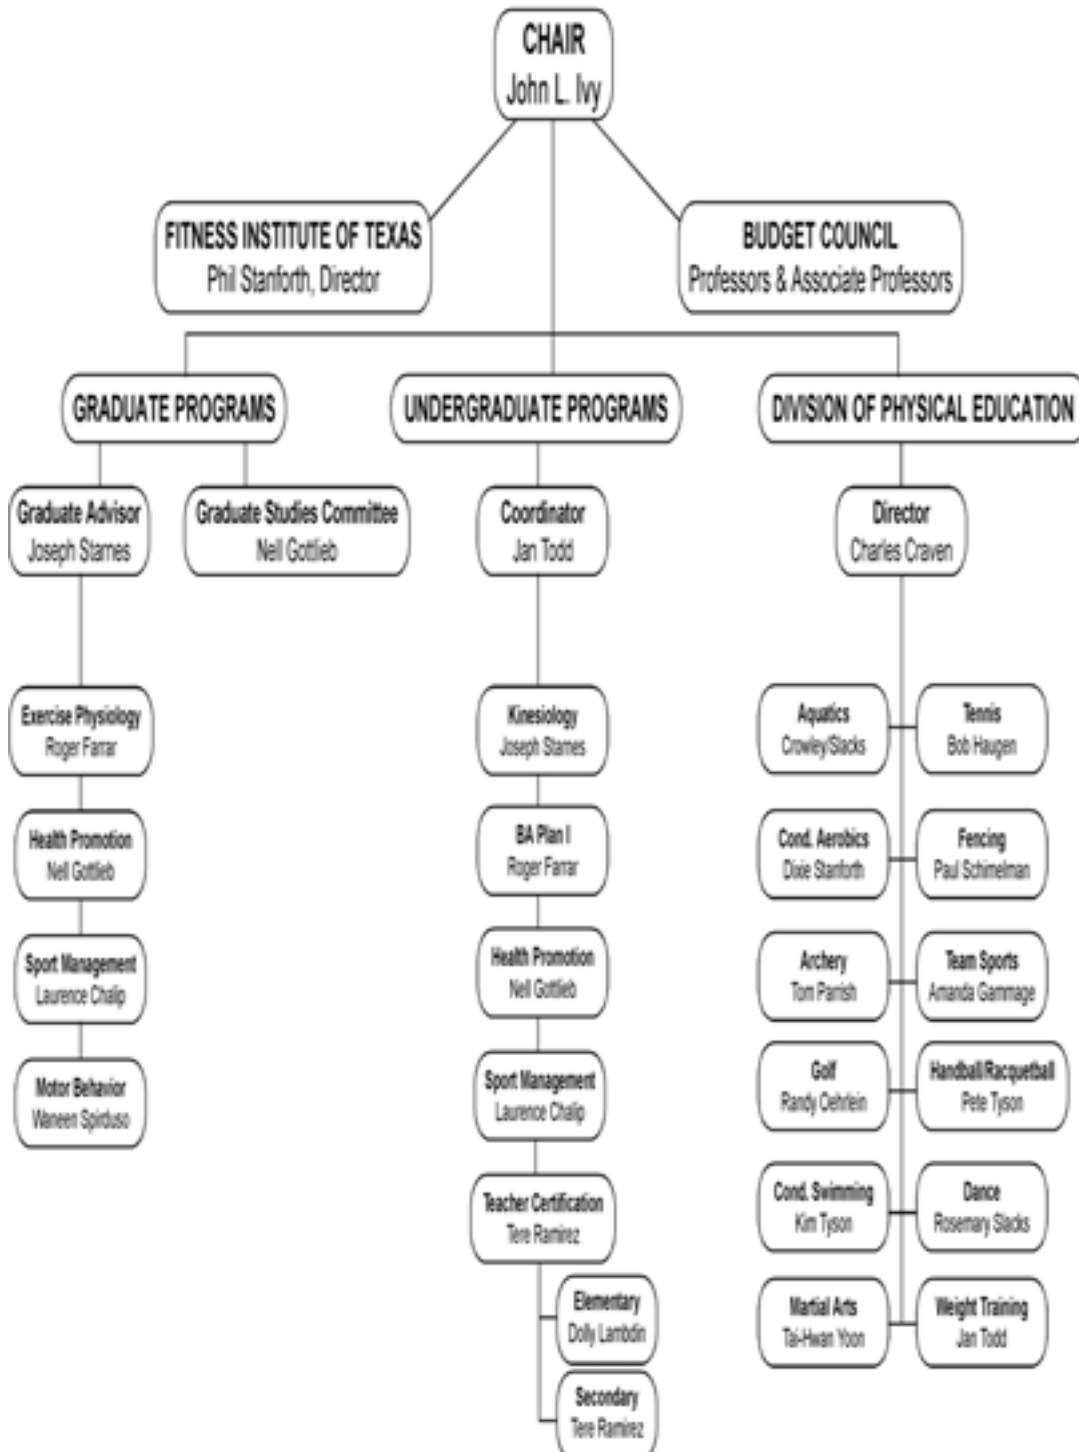 CHAIR
John L. Ivy
FITNESS INSTITUTE OF TEXAS
Phil Stanforth, Director
BUDGET COUNCIL
Professors & Associate Professors
GRADUATE PROGRAMS
UNDERGRADUATE PROGRAMS
DIVISION OF PHYSICAL EDUCATION
Graduate Advisor
Joseph Starnes
Graduate Studies Committee
Nell Gottlieb
Coordinator
Jan Todd
Director
Charles Craven
Exercise Physiology
Roger Farrar
Health Promotion
Nell Gottlieb
Sport Management
Laurence Chalip
Motor Behavior
Waneen Spirduso
Kinesiology
Joseph Starnes
BA Plan I
Roger Farrar
Health Promotion
Nell Gottlieb
Sport Management
Laurence Chalip
Teacher Certification
Tere Ramirez
Elementary
Dolly Lambdin
Secondary
Tere Ramirez
Aquatics
Crowley/Slacks
Tennis
Bob Haugen
Cond. Aerobics
Dixie Stanforth
Fencing
Paul Schimelman
Archery
Tom Parrish
Team Sports
Amanda Gammage
Golf
Randy Oehrlein
Handball/Racquetball
Pete Tyson
Cond. Swimming
Kim Tyson
Dance
Rosemary Slacks
Martial Arts
Tai-Hwan Yoon
Weight Training
Jan Todd